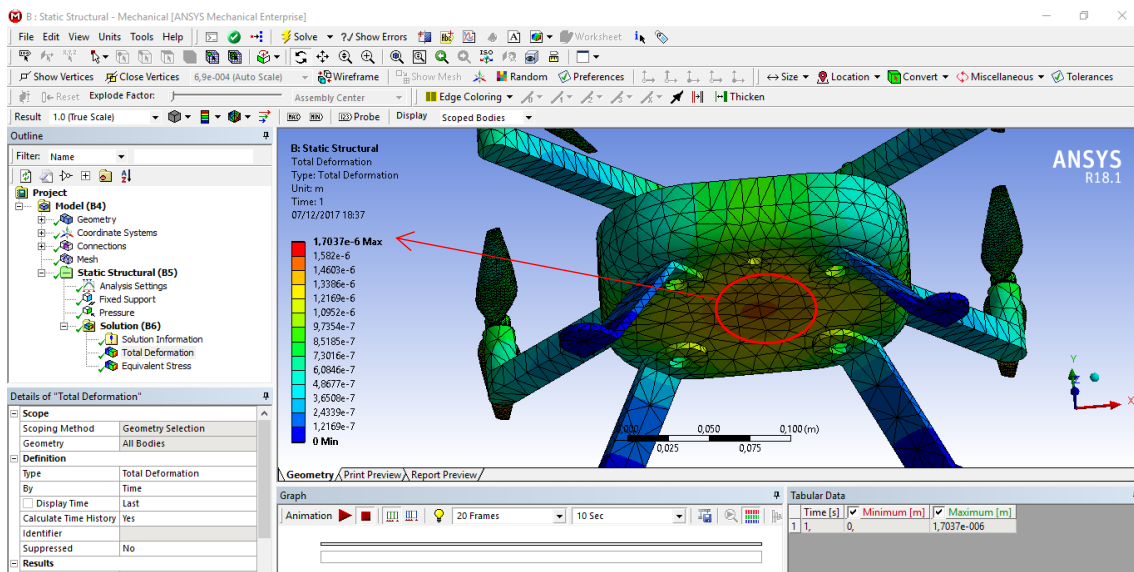 B : Static Structural - Mechanical [ANSYS Mechanical Enterprise]
File Edit View Units Tools Help Solve ?/ Show Errors Worksheet
Show Vertices Close Vertices 6,9e-004 (Auto Scale) Wireframe Show Mesh Random Preferences Size Location Convert Miscellaneous Tolerances
Reset Explode Factor: Assembly Center Edge Coloring Thicken
Result 1.0 (True Scale) Probe Display Scoped Bodies
Outline
Filter: Name
Project
Model (B4)
Geometry
Coordinate Systems
Connections
Mesh
Static Structural (B5)
Analysis Settings
Fixed Support
Pressure
Solution (B6)
Solution Information
Total Deformation
Equivalent Stress
Details of "Total Deformation"
Scope
Scoping Method Geometry Selection
Geometry All Bodies
Definition
Type Total Deformation
By Time
Display Time Last
Calculate Time History Yes
Identifier
Suppressed No
Results
B: Static Structural
Total Deformation
Type: Total Deformation
Unit: m
Time: 1
07/12/2017 18:37
1,7037e-6 Max
1,582e-6
1,4603e-6
1,3386e-6
1,2169e-6
1,0952e-6
9,7354e-7
8,5185e-7
7,3016e-7
6,0846e-7
4,8677e-7
3,6508e-7
2,4339e-7
1,2169e-7
0 Min
ANSYS
R18.1
0,000 0,050 0,100 (m)
0,025 0,075
Y
X
Geometry Print Preview Report Preview
Graph
Animation 20 Frames 10 Sec
Tabular Data
Time [s] Minimum [m] Maximum [m]
1 1, 0, 1,7037e-006